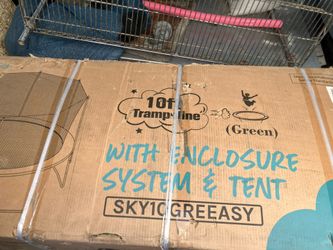 10ft
Trampoline
(Green)
WITH ENCLOSURE
SYSTEM & TENT
SKY10GREEASY